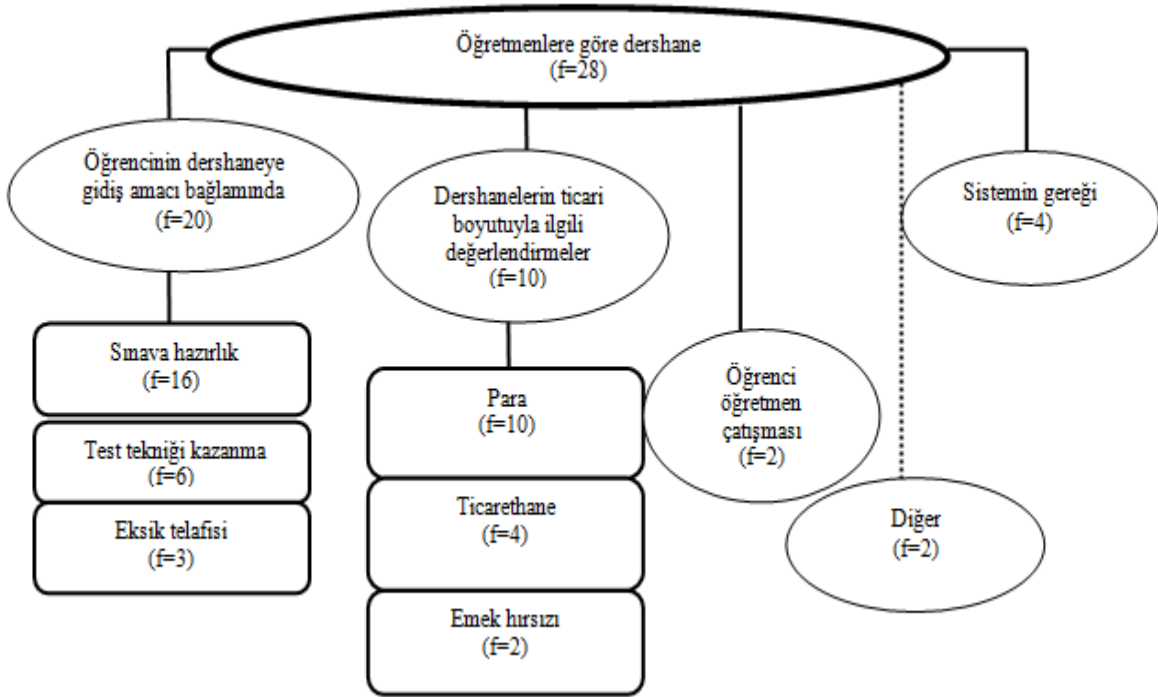 Öğretmenlere göre dershane
(f=28)
Öğrencinin dershaneye
gidiş amacı bağlamında
(f=20)
Sınava hazırlık
(f=16)
Test tekniği kazanma
(f=6)
Eksik telafisi
(f=3)
Dershanelerin ticari
boyutuyla ilgili
değerlendirmeler
(f=10)
Para
(f=10)
Ticarethane
(f=4)
Emek hırsızı
(f=2)
Öğrenci
öğretmen
çatışması
(f=2)
Diğer
(f=2)
Sistemin gereği
(f=4)